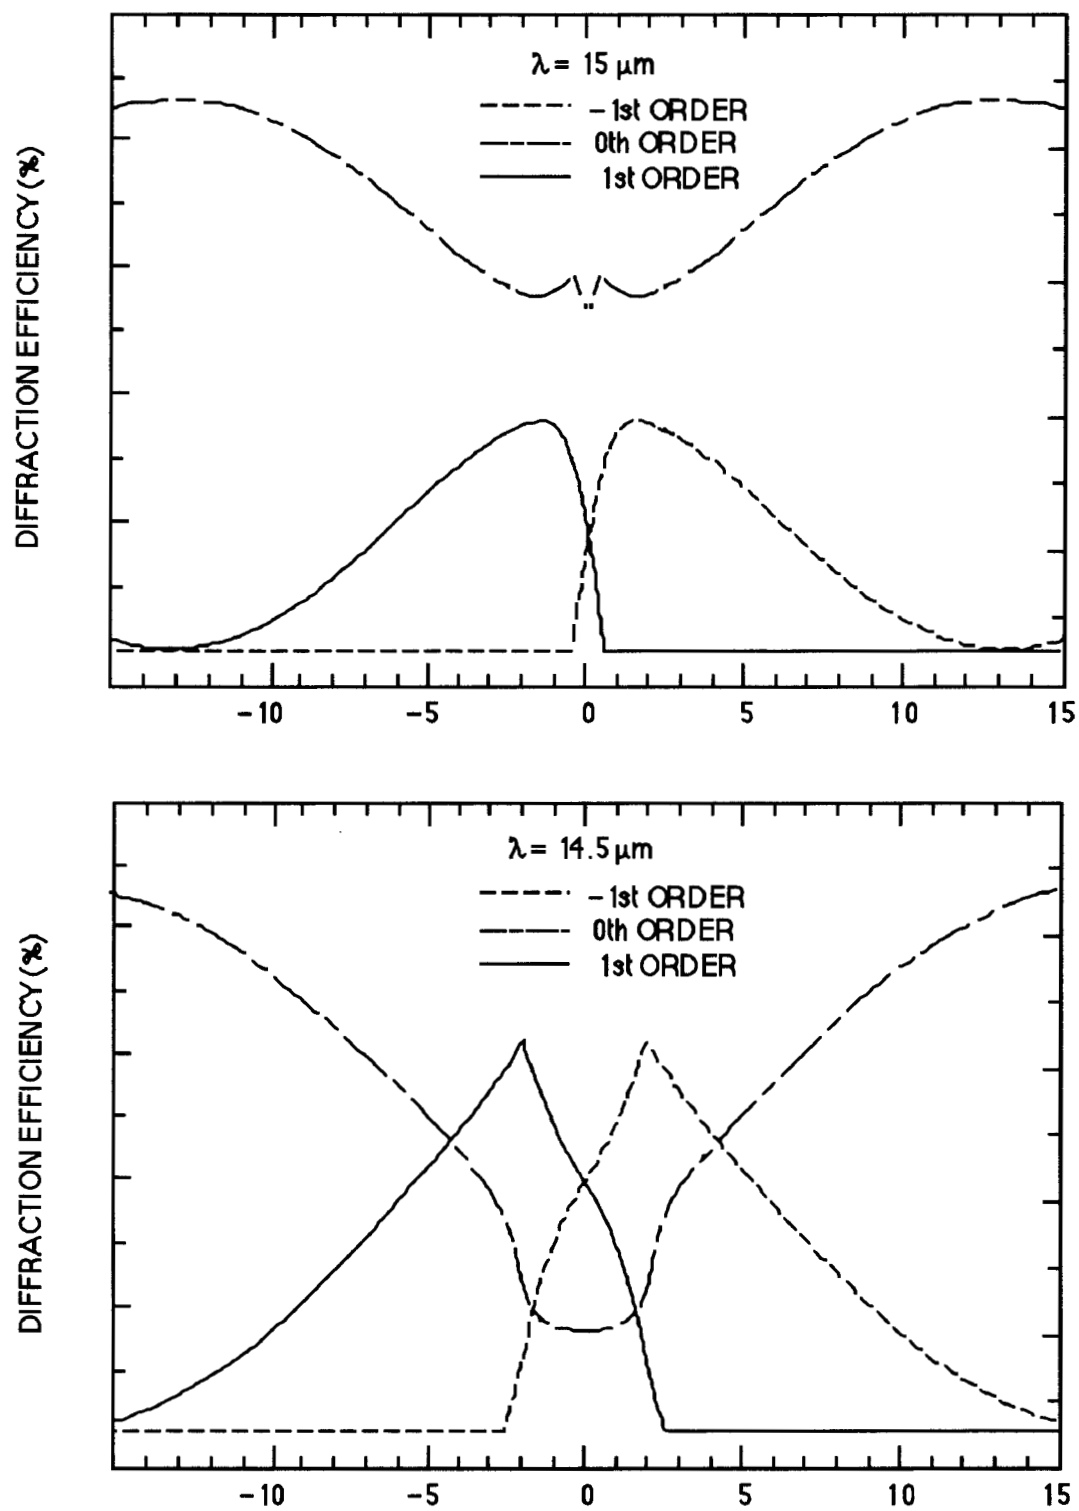 DIFFRACTION EFFICIENCY (%)
λ = 15 μm
– 1st ORDER
0th ORDER
1st ORDER
-10 -5 0 5 10 15
DIFFRACTION EFFICIENCY (%)
λ = 14.5 μm
– 1st ORDER
0th ORDER
1st ORDER
-10 -5 0 5 10 15